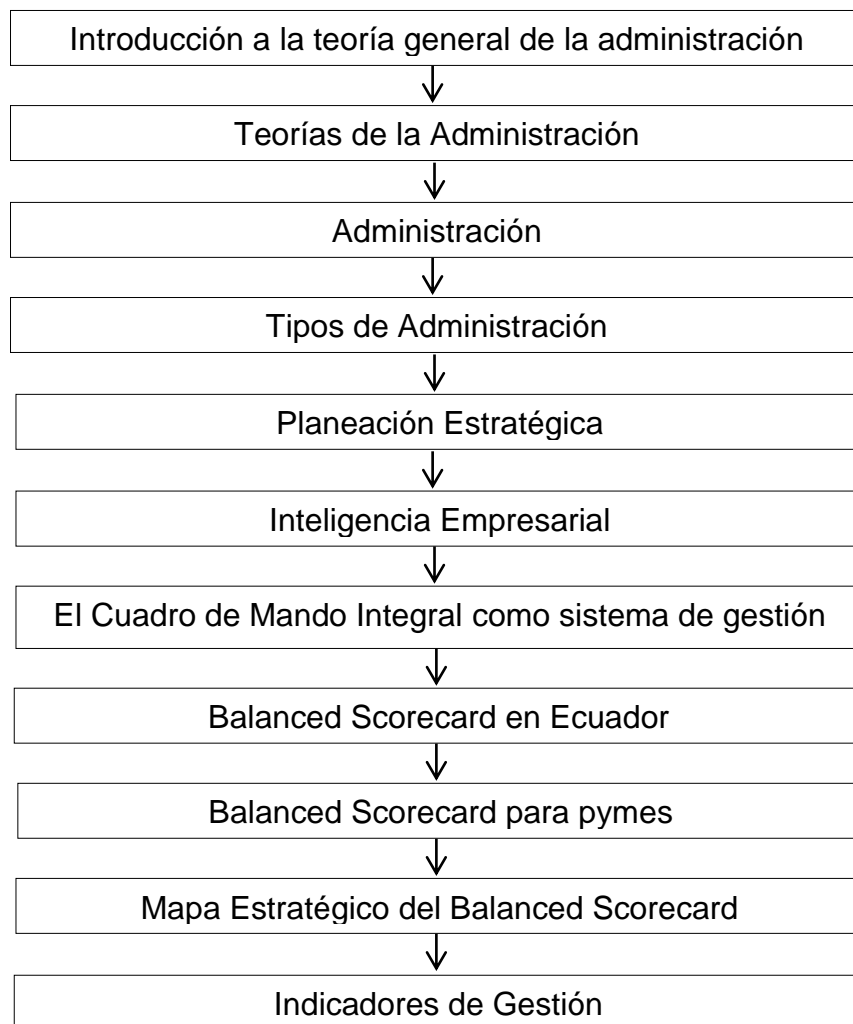 Introducción a la teoría general de la administración
Teorías de la Administración
Administración
Tipos de Administración
Planeación Estratégica
Inteligencia Empresarial
El Cuadro de Mando Integral como sistema de gestión
Balanced Scorecard en Ecuador
Balanced Scorecard para pymes
Mapa Estratégico del Balanced Scorecard
Indicadores de Gestión